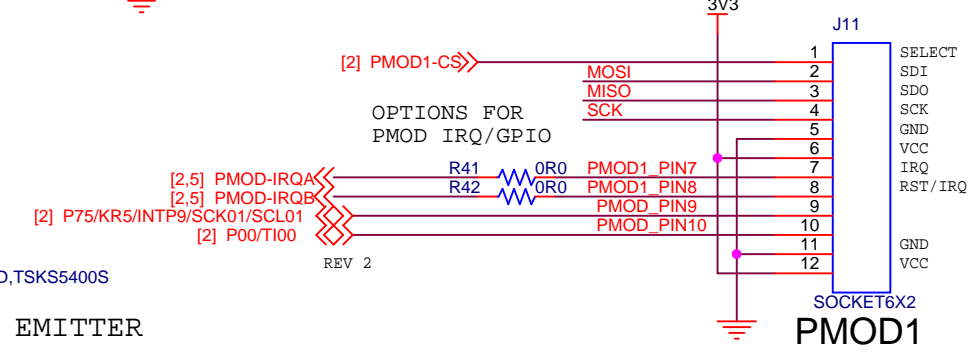 3V3
J11
[2] PMOD1-CS
1 SELECT
MOSI 2 SDI
MISO 3 SDO
SCK 4 SCK
OPTIONS FOR
PMOD IRQ/GPIO
5 GND
6 VCC
[2,5] PMOD-IRQA R41 0R0 PMOD1_PIN7 7 IRQ
[2,5] PMOD-IRQB R42 0R0 PMOD1_PIN8 8 RST/IRQ
[2] P75/KR5/INTP9/SCK01/SCL01 PMOD_PIN9 9
[2] P00/TI00 PMOD_PIN10 10
11 GND
REV 2
12 VCC
D,TSKS5400S
SOCKET6X2
EMITTER
PMOD1